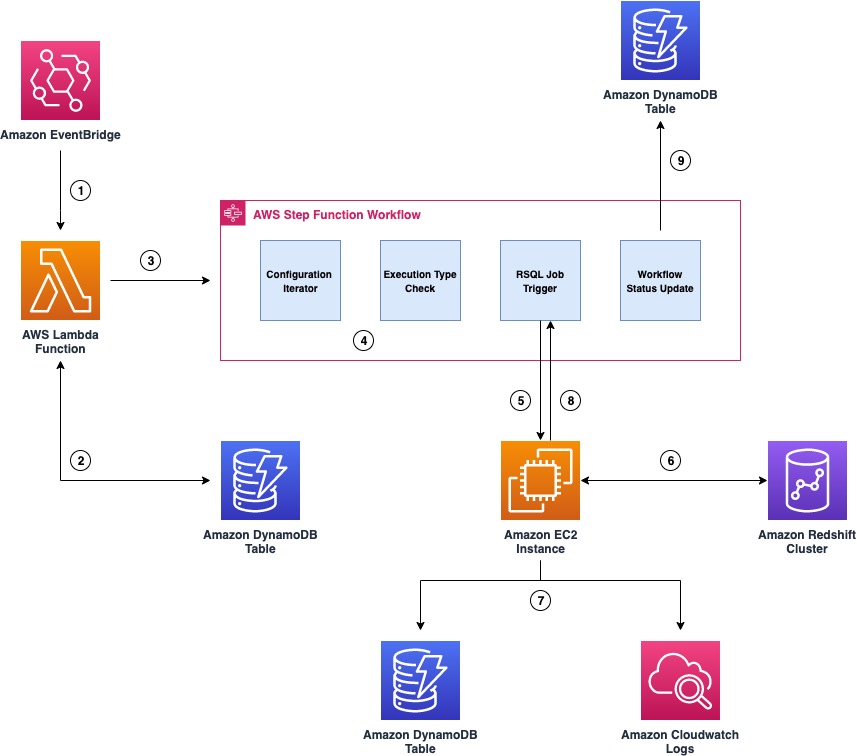 Amazon DynamoDB
Table
Amazon EventBridge
1
9
AWS Step Function Workflow
3
Configuration
Iterator
Execution Type
Check
RSQL Job
Trigger
Workflow
Status Update
AWS Lambda
Function
4
5
8
2
6
Amazon DynamoDB
Table
Amazon EC2
Instance
Amazon Redshift
Cluster
7
Amazon DynamoDB
Table
Amazon Cloudwatch
Logs